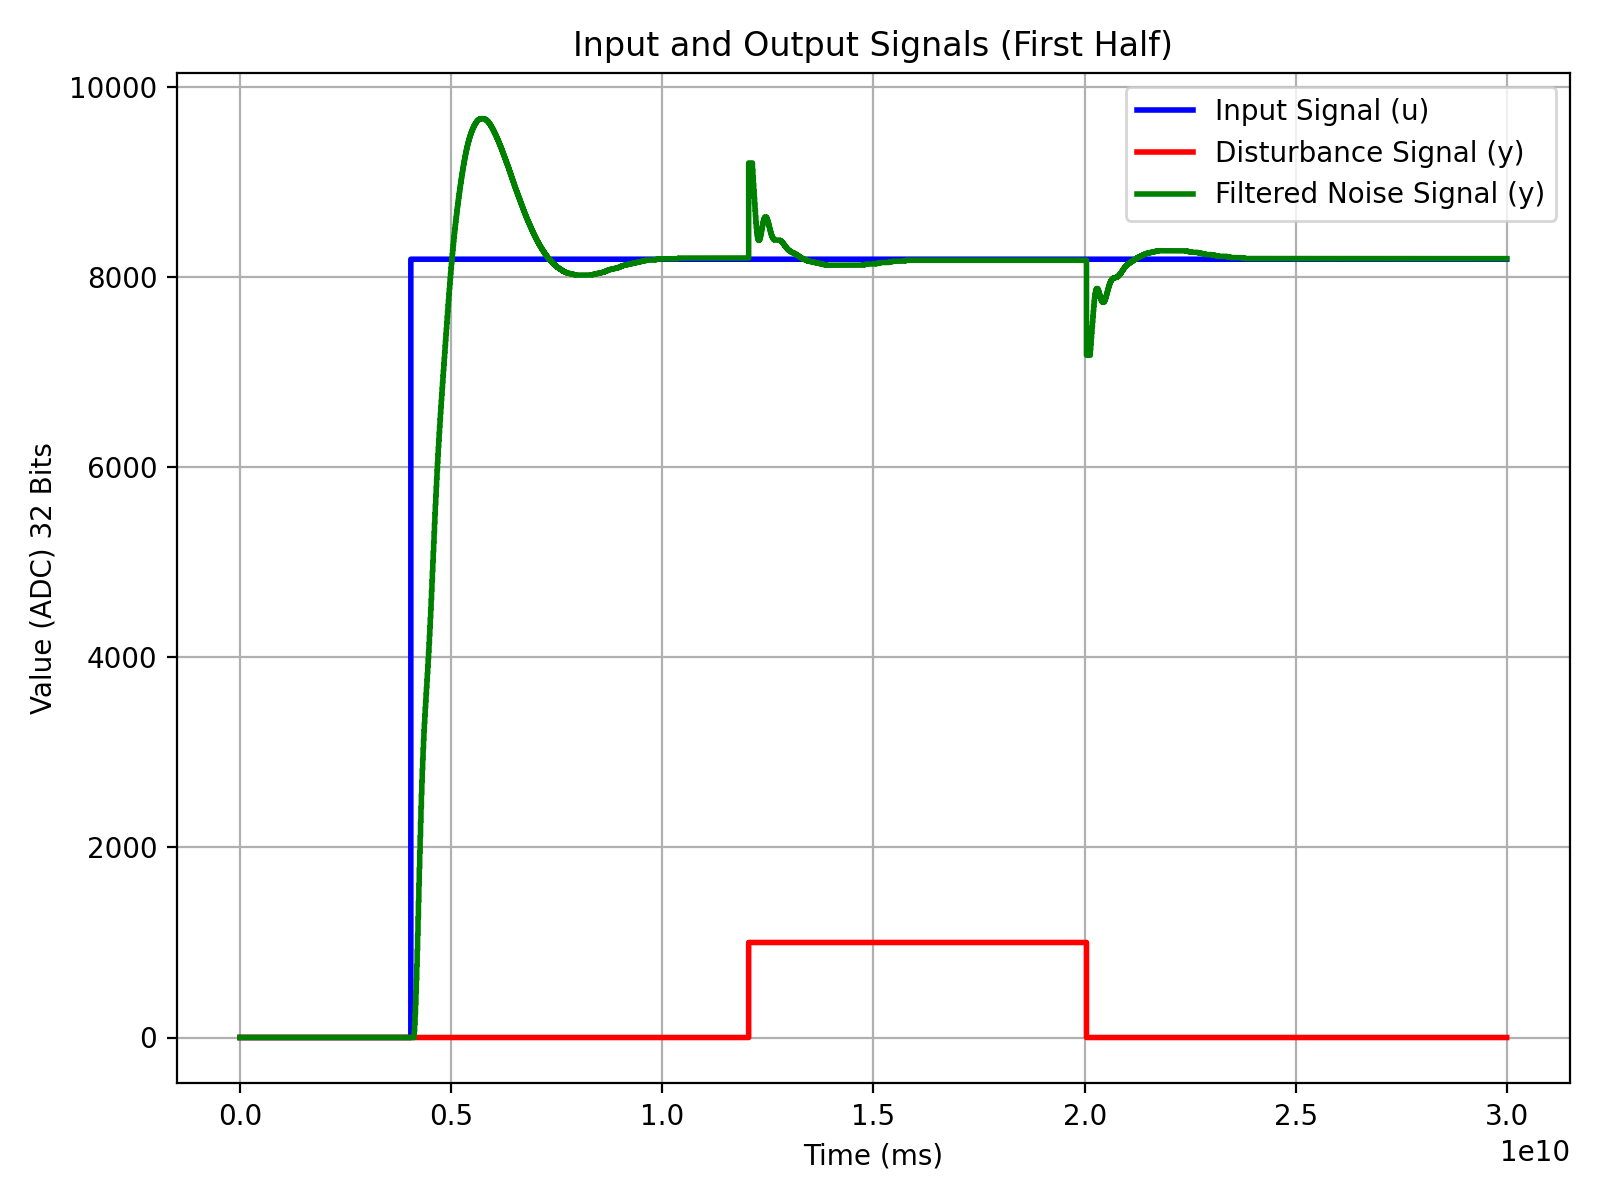 Input and Output Signals (First Half)
10000
8000
6000
4000
2000
0
Value (ADC) 32 Bits
Input Signal (u)
Disturbance Signal (y)
Filtered Noise Signal (y)
0.0 0.5 1.0 1.5 2.0 2.5 3.0
1e10
Time (ms)